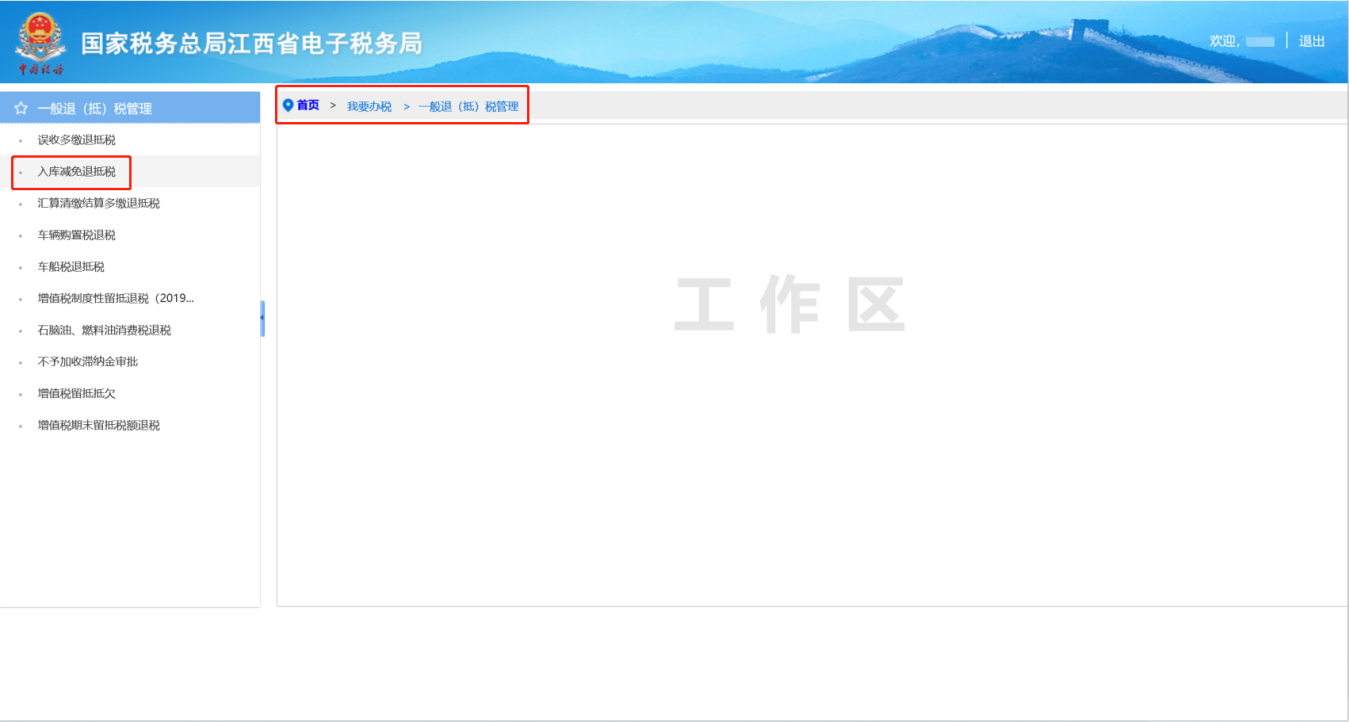 国家税务总局江西省电子税务局
中国税务
欢迎, | 退出
一般退（抵）税管理
首页 > 我要办税 > 一般退（抵）税管理
误收多缴退抵税
入库减免退抵税
汇算清缴结算多缴退抵税
车辆购置税退税
车船税退抵税
增值税制度性留抵退税（2019...
石脑油、燃料油消费税退税
不予加收滞纳金审批
增值税留抵抵欠
增值税期末留抵税额退税
工作区